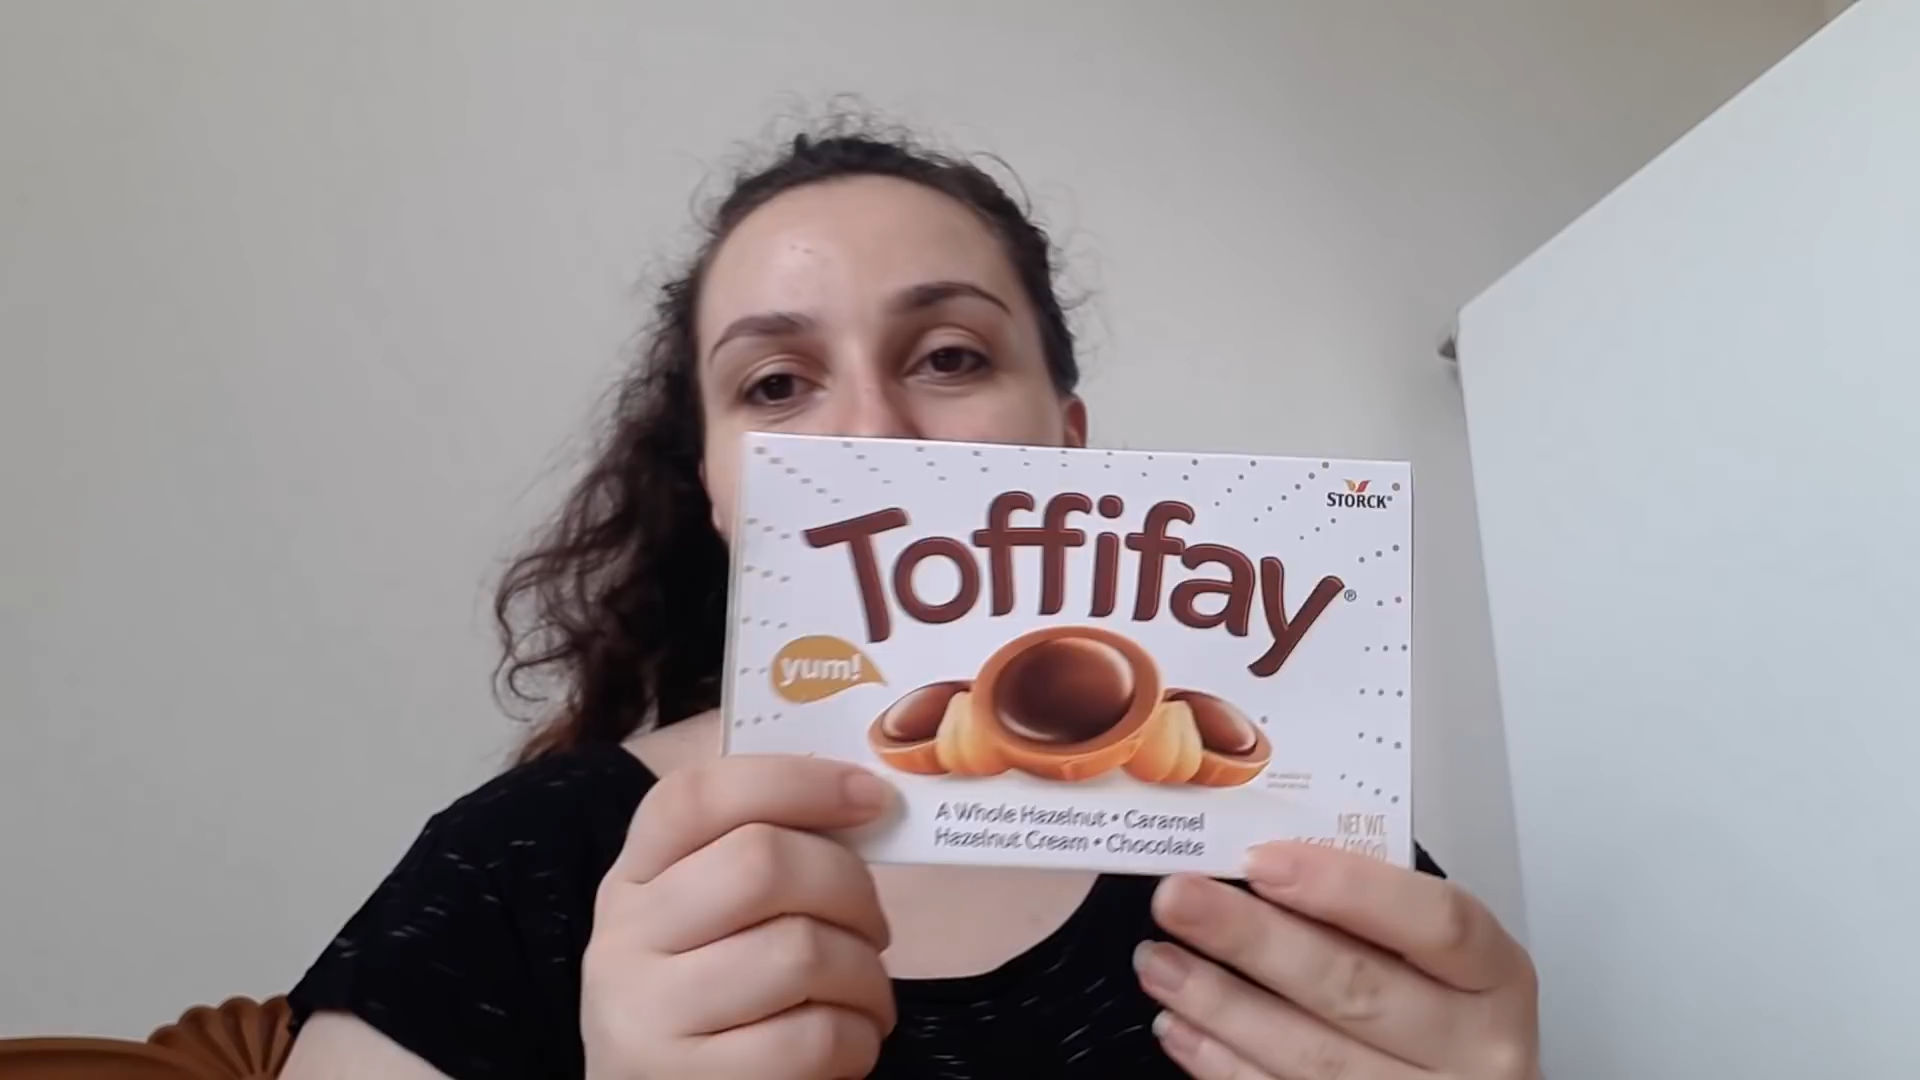 STORCK®
Toffifay®
yum!
A Whole Hazelnut • Caramel
Hazelnut Cream • Chocolate
NET WT.